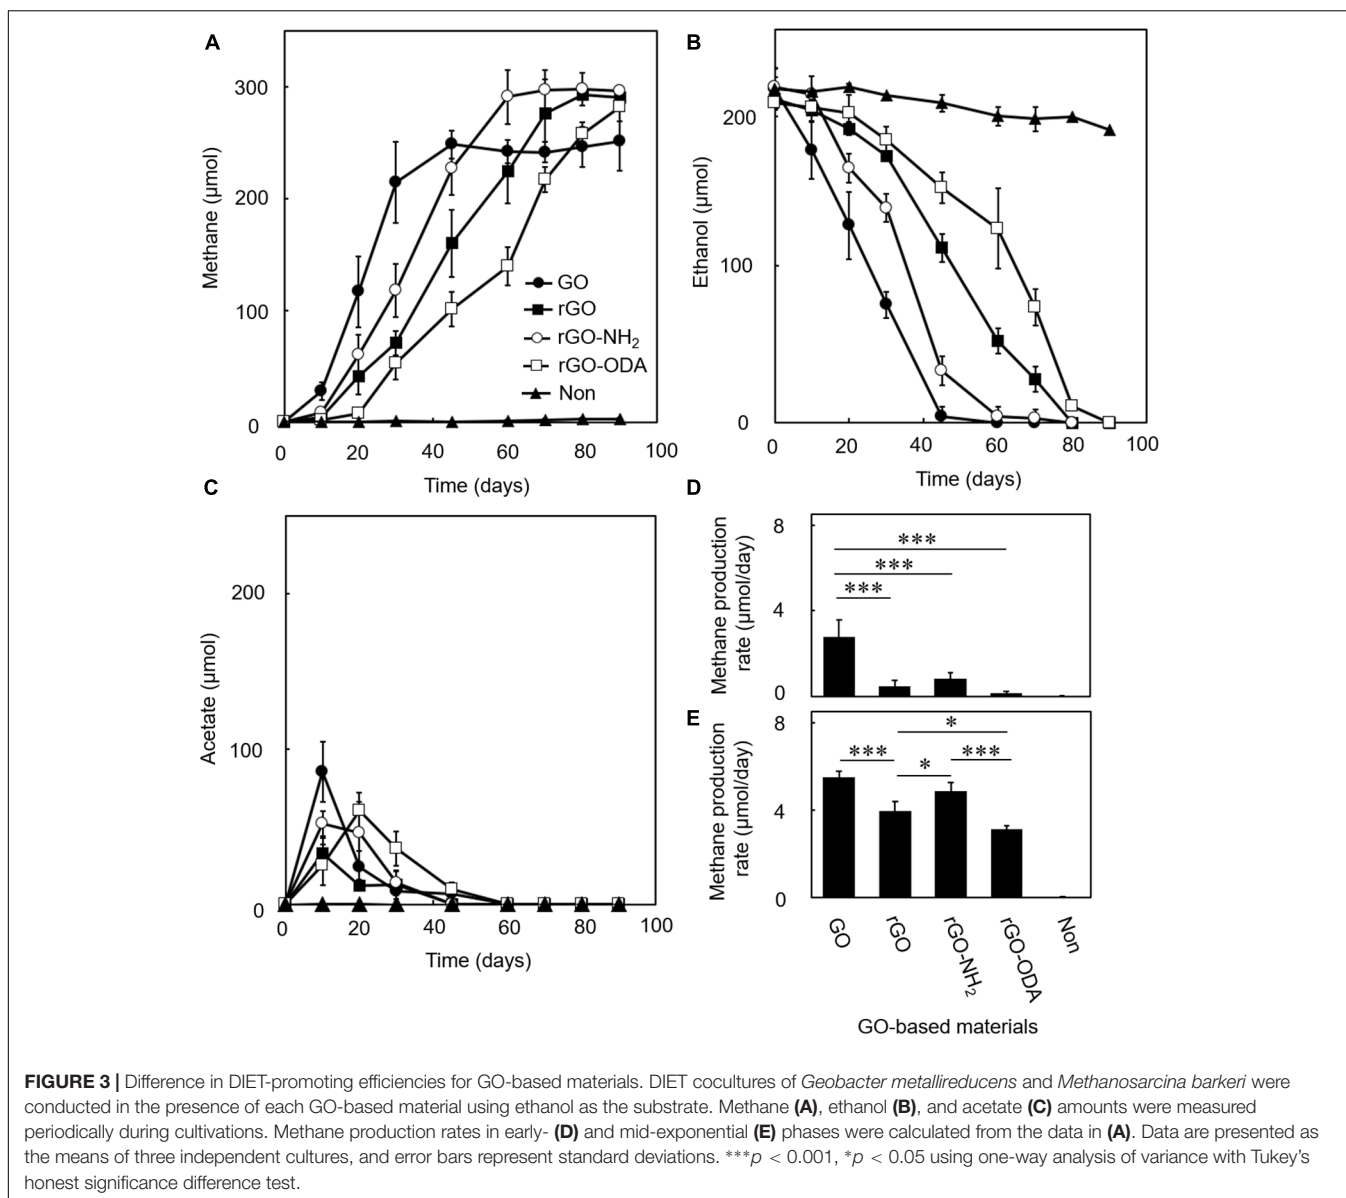 A
300
200
100
0
Methane (µmol)
GO
rGO
rGO-NH2
rGO-ODA
Non
0 20 40 60 80 100
Time (days)
B
200
100
0
Ethanol (µmol)
0 20 40 60 80 100
Time (days)
C
200
100
0
Acetate (µmol)
0 20 40 60 80 100
Time (days)
D
8
4
0
Methane production
rate (µmol/day)
***
***
***
E
8
4
0
Methane production
rate (µmol/day)
*
*** ***
*
GO rGO rGO-NH2 rGO-ODA Non
GO-based materials
FIGURE 3 | Difference in DIET-promoting efficiencies for GO-based materials. DIET cocultures of Geobacter metallireducens and Methanosarcina barkeri were
conducted in the presence of each GO-based material using ethanol as the substrate. Methane (A), ethanol (B), and acetate (C) amounts were measured
periodically during cultivations. Methane production rates in early- (D) and mid-exponential (E) phases were calculated from the data in (A). Data are presented as
the means of three independent cultures, and error bars represent standard deviations. ***p < 0.001, *p < 0.05 using one-way analysis of variance with Tukey's
honest significance difference test.